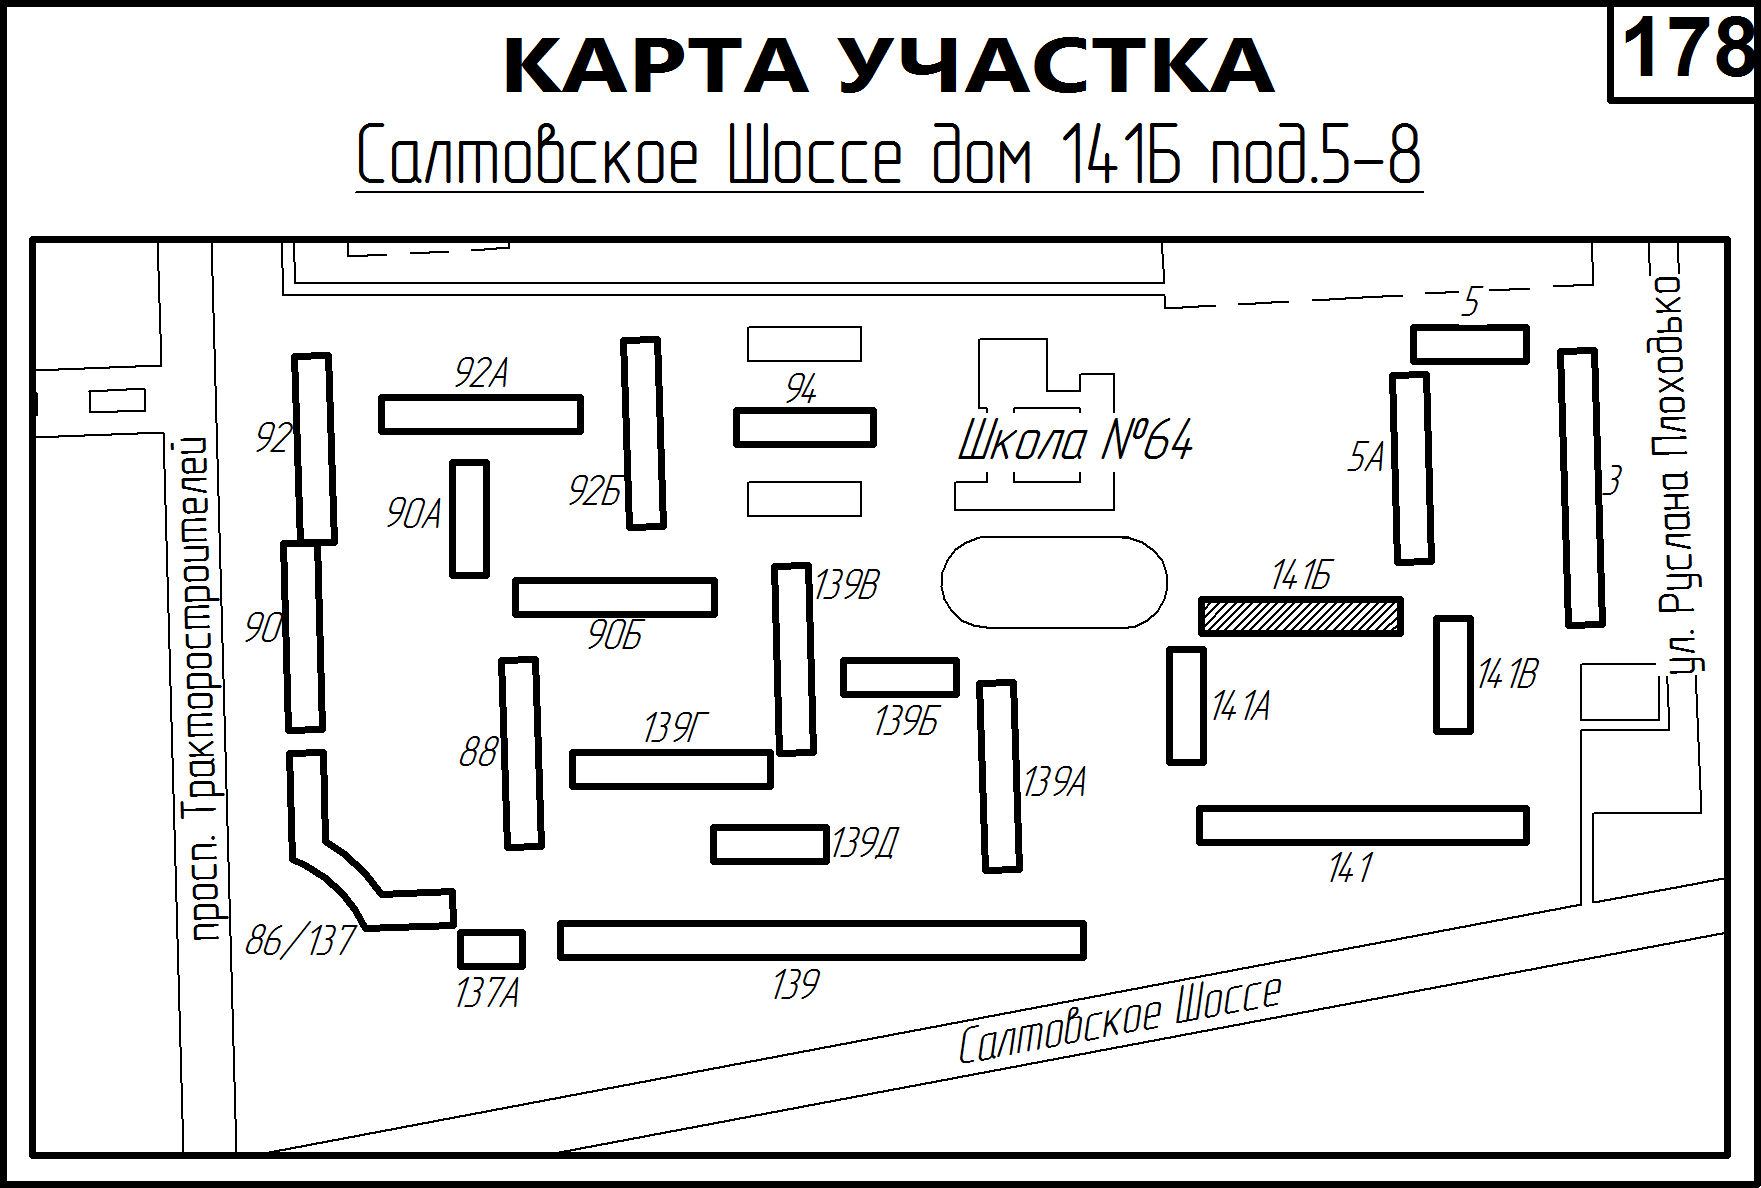 178
КАРТА УЧАСТКА
Салтовское Шоссе дом 141Б под.5-8
5
92А
94
92
Школа №64
5А
3
92Б
90А
ул. Руслана Плоходько
просп. Тракторостроителей
139В
141Б
90
90Б
141В
141А
139Б
139Г
88
139А
139Д
141
86/137
137А
139
Салтовское Шоссе